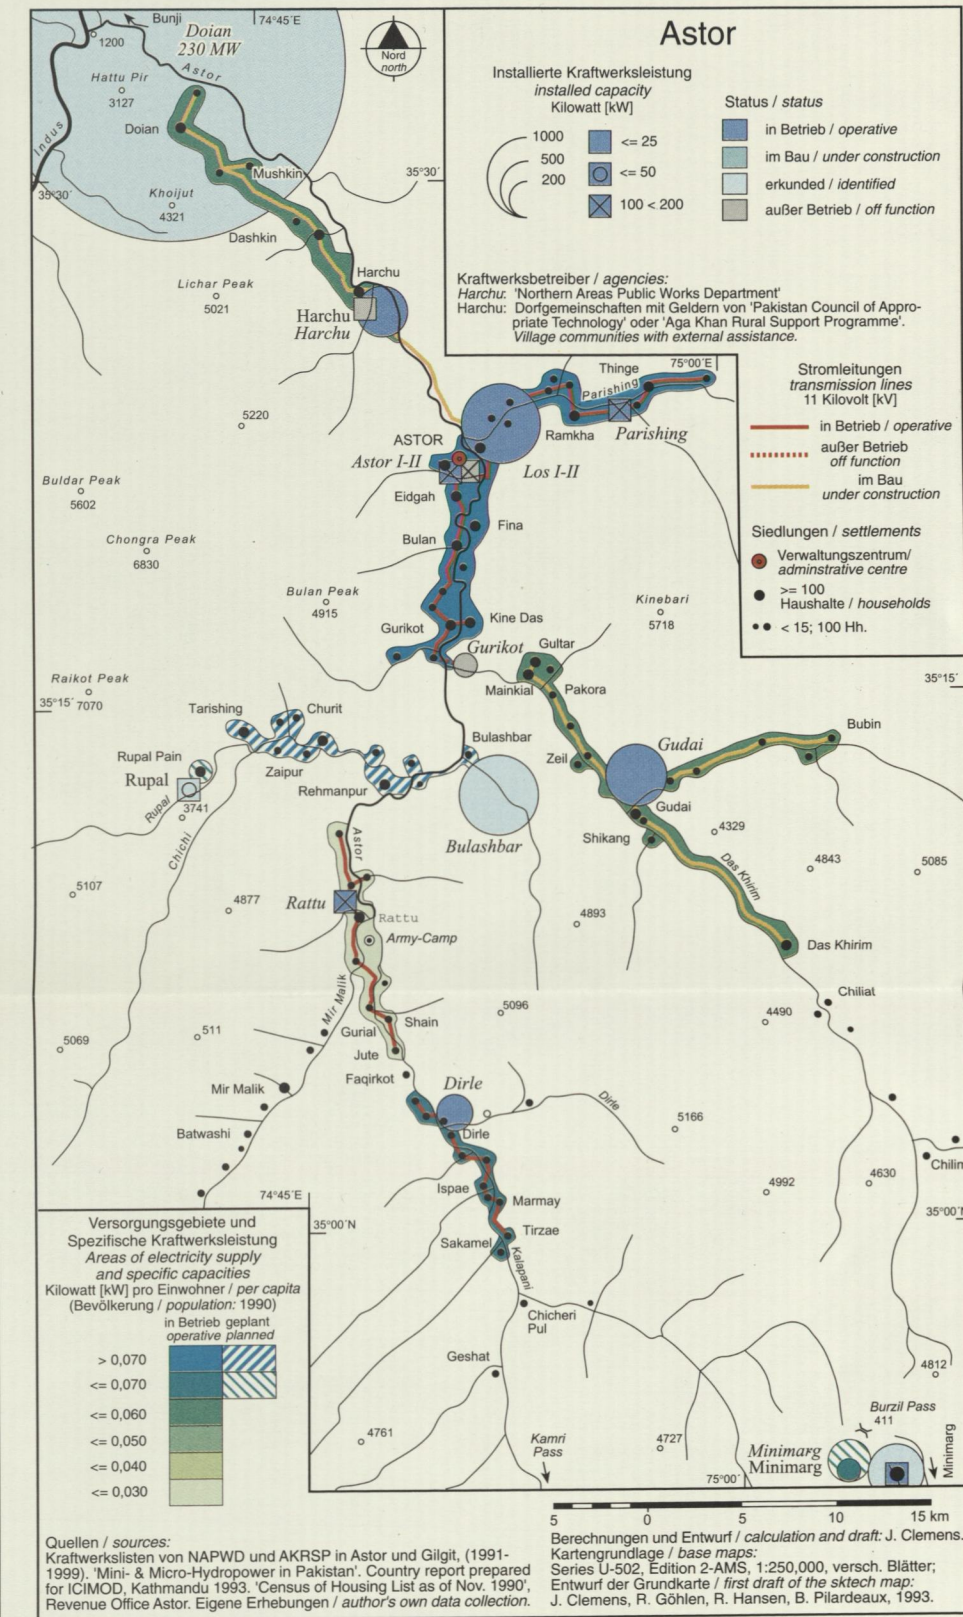 Astor
Installierte Kraftwerksleistung
installed capacity
Kilowatt [kW]
1000
500
200
<= 25
<= 50
100 < 200
Status / status
in Betrieb / operative
im Bau / under construction
erkundet / identified
außer Betrieb / off function
Kraftwerksbetreiber / agencies:
Harchu: 'Northern Areas Public Works Department'
Harchu: Dorfgemeinschaften mit Geldern von 'Pakistan Council of Appro-
priate Technology' oder 'Aga Khan Rural Support Programme'.
Village communities with external assistance.
Stromleitungen
transmission lines
11 Kilovolt [kV]
in Betrieb / operative
außer Betrieb
off function
im Bau
under construction
Siedlungen / settlements
Verwaltungszentrum/
adminstrative centre
>= 100
Haushalte / households
< 15; 100 Hh.
Nord
north
Bunji
74°45´E
1200
Doian
230 MW
Astor
Hattu Pir
3127
Doian
Indus
Mushkin
35°30´
35°30´
Khoijut
4321
Dashkin
Harchu
Lichar Peak
5021
Harchu
Harchu
Thinge
75°00´E
Parishing
Ramkha
Parishing
5220
ASTOR
Astor I-II
Los I-II
Buldar Peak
5602
Eidgah
Fina
Bulan
Chongra Peak
6830
Bulan Peak
4915
Kinebari
5718
Kine Das
Gurikot
Gurikot
Gultar
Mainkial
Pakora
Raikot Peak
7070
35°15´
35°15´
Tarishing
Churit
Bulashbar
Bubin
Zeil
Gudai
Rupal Pain
Rupal
Zaipur
Rehmanpur
Rupal
3741
Chichi
Gudai
Shikang
4329
Bulashbar
Astor
Das Khirim
4843
5085
5107
4877
Rattu
Rattu
Army-Camp
4893
Das Khirim
Mir Malik
Chiliat
5096
4490
5069
511
Gurial
Shain
Jute
Faqirkot
Mir Malik
Dirle
Dirle
5166
Batwashi
Dirle
Chilim
4630
4992
Ispae
Marmay
74°45´E
35°00´N
35°00´N
Tirzae
Sakamel
Kalapani
Chicheri
Pul
Geshat
4812
4761
Kamri
Pass
4727
Burzil Pass
411
Minimarg
Minimarg
Minimarg
75°00´
Versorgungsgebiete und
Spezifische Kraftwerksleistung
Areas of electricity supply
and specific capacities
Kilowatt [kW] pro Einwohner / per capita
(Bevölkerung / population: 1990)
in Betrieb geplant
operative planned
> 0,070
<= 0,070
<= 0,060
<= 0,050
<= 0,040
<= 0,030
5 0 5 10 15 km
Quellen / sources:
Kraftwerkslisten von NAPWD und AKRSP in Astor und Gilgit, (1991-
1999). 'Mini- & Micro-Hydropower in Pakistan'. Country report prepared
for ICIMOD, Kathmandu 1993. 'Census of Housing List as of Nov. 1990',
Revenue Office Astor. Eigene Erhebungen / author's own data collection.
Berechnungen und Entwurf / calculation and draft: J. Clemens.
Kartengrundlage / base maps:
Series U-502, Edition 2-AMS, 1:250,000, versch. Blätter;
Entwurf der Grundkarte / first draft of the sktech map:
J. Clemens, R. Göhlen, R. Hansen, B. Pilardeaux, 1993.